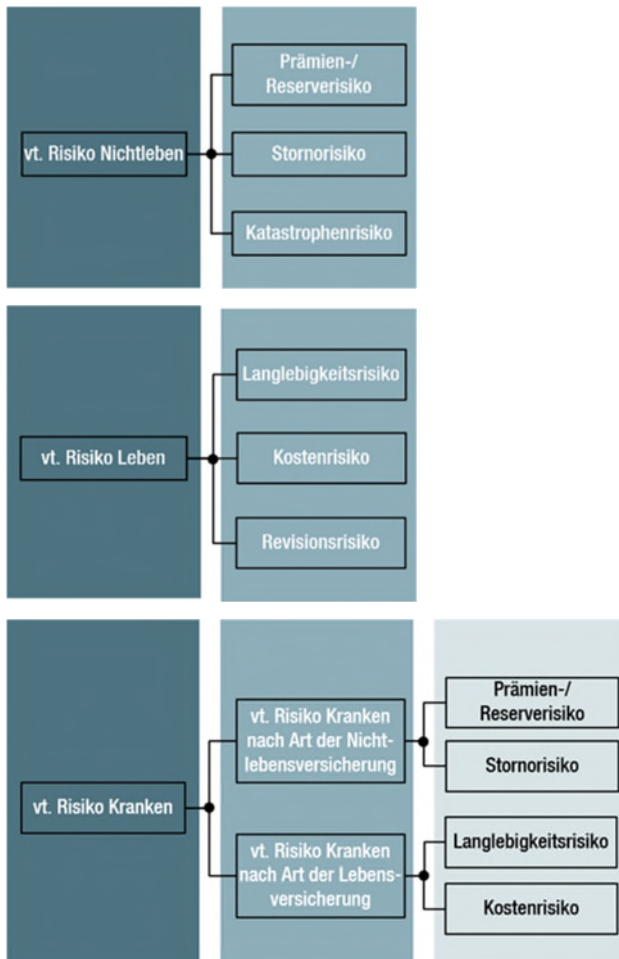 Prämien-/
Reserverisiko
vt. Risiko Nichtleben
Stornorisiko
Katastrophenrisiko
Langlebigkeitsrisiko
vt. Risiko Leben
Kostenrisiko
Revisionsrisiko
vt. Risiko Kranken
vt. Risiko Kranken
nach Art der Nicht-
lebensversicherung
Prämien-/
Reserverisiko
Stornorisiko
vt. Risiko Kranken
nach Art der Lebens-
versicherung
Langlebigkeitsrisiko
Kostenrisiko